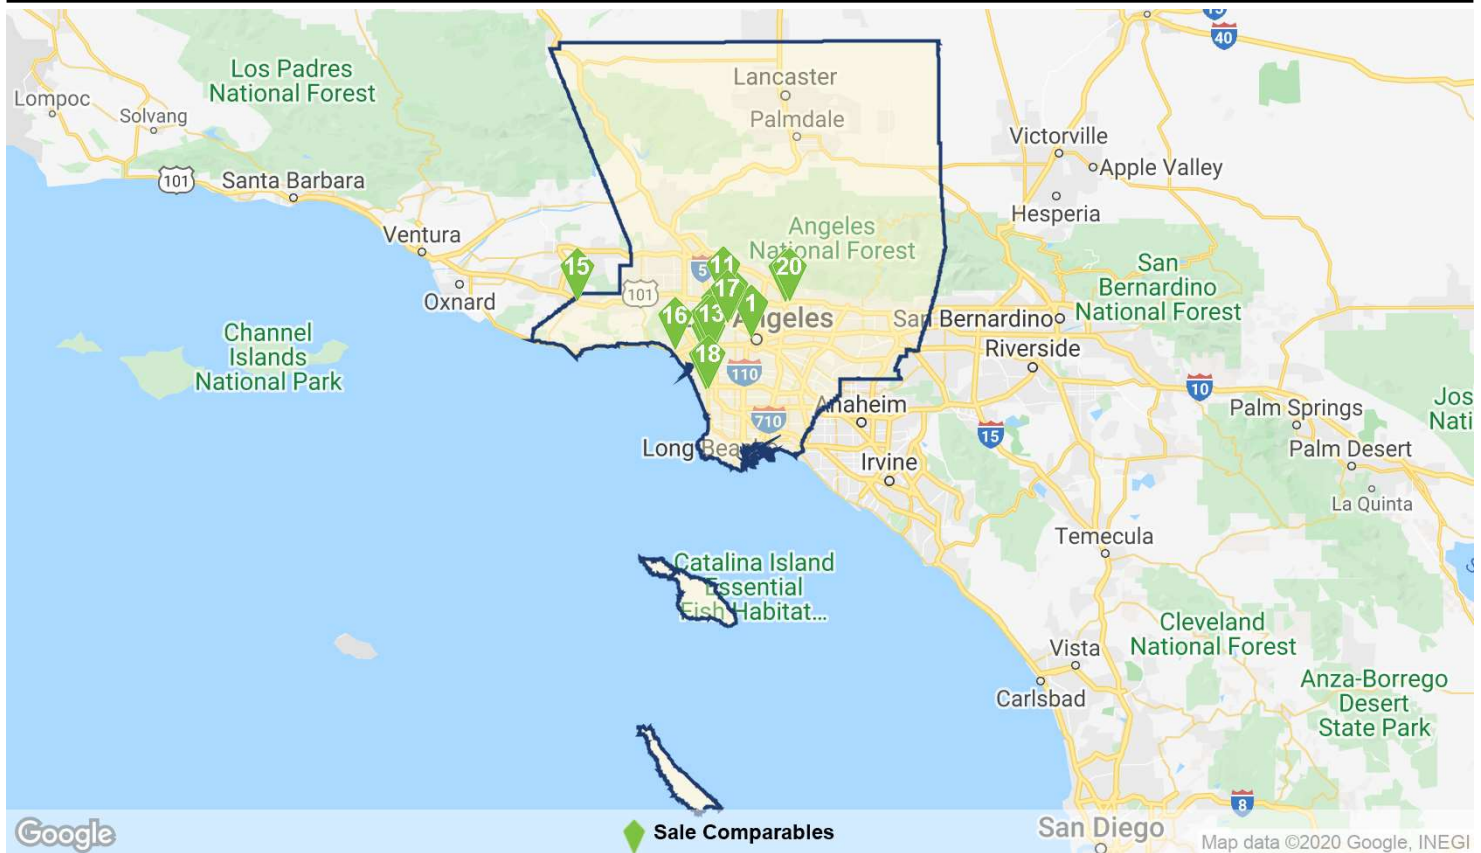 15
40
Los Padres
National Forest
Lancaster
Lompoc
Solvang
Palmdale
Victorville
Apple Valley
101
Santa Barbara
Hesperia
Ventura
Angeles
National Forest
15
5
11
20
San
Bernardino
National Forest
Oxnard
101
17
1
16
13
Angeles
San Bernardino
Channel
Islands
National Park
18
110
Riverside
10
Anaheim
710
15
Palm Springs
Jos
Nati
Long Beach
Irvine
Palm Desert
La Quinta
Temecula
Catalina Island
Essential
Fish Habitat...
Cleveland
National Forest
Vista
Carlsbad
Anza-Borrego
Desert
State Park
8
Google
Sale Comparables
San Diego
Map data ©2020 Google, INEGI